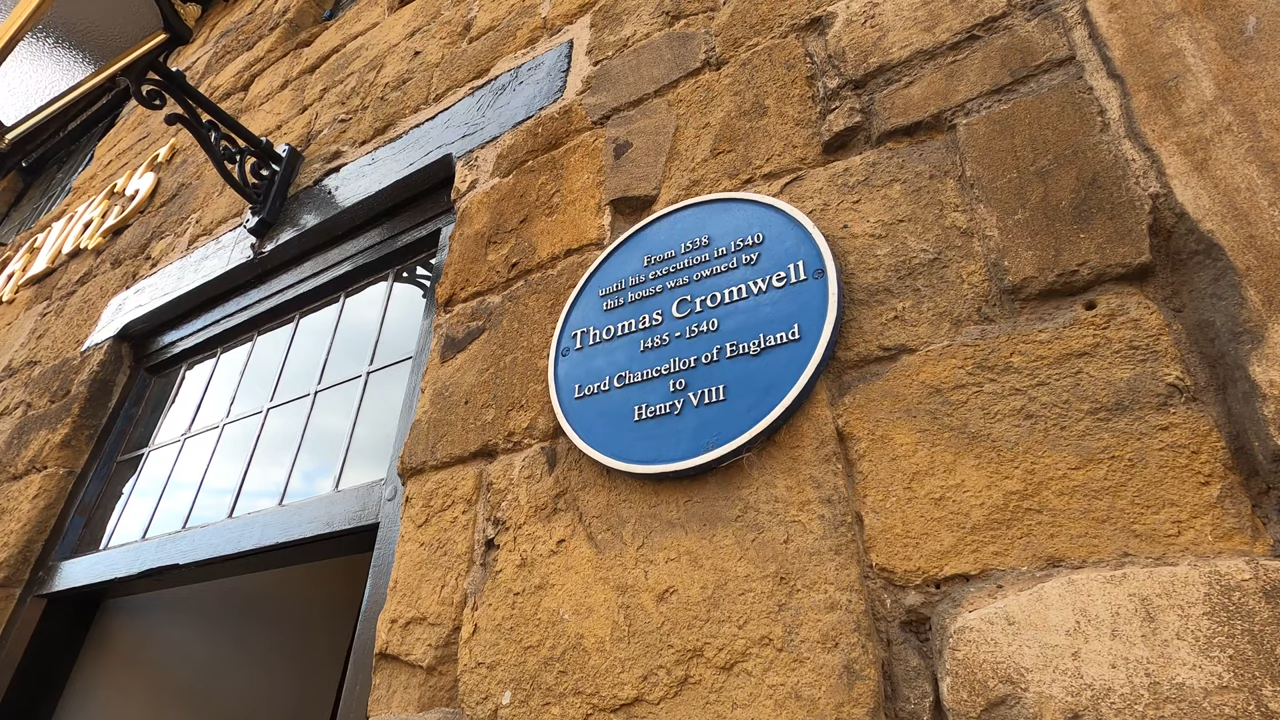 From 1538
until his execution in 1540
this house was owned by
Thomas Cromwell
1485 - 1540
Lord Chancellor of England
to
Henry VIII